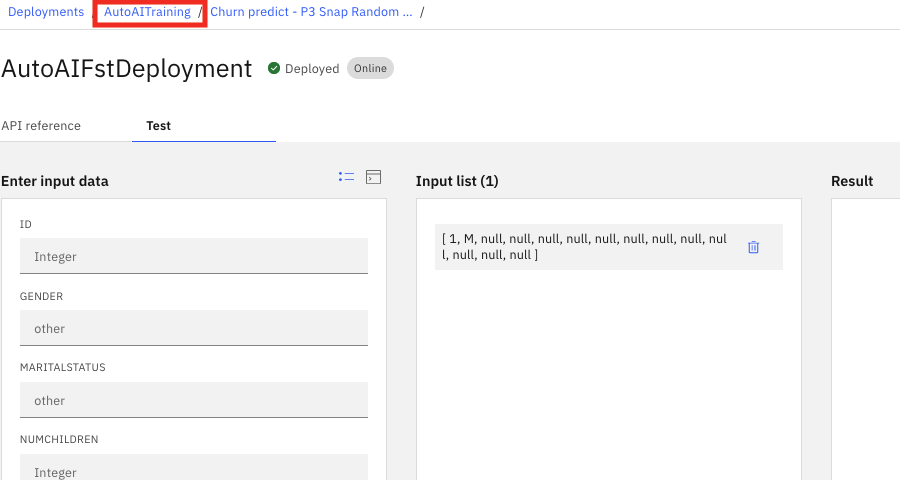 Deployments / AutoAITraining / Churn predict - P3 Snap Random ... /
AutoAIFstDeployment Deployed Online
API reference Test
Enter input data
ID
Integer
GENDER
other
MARITALSTATUS
other
NUMCHILDREN
Integer
Input list (1)
[ 1, M, null, null, null, null, null, null, null, null, nul
l, null, null, null ]
Result